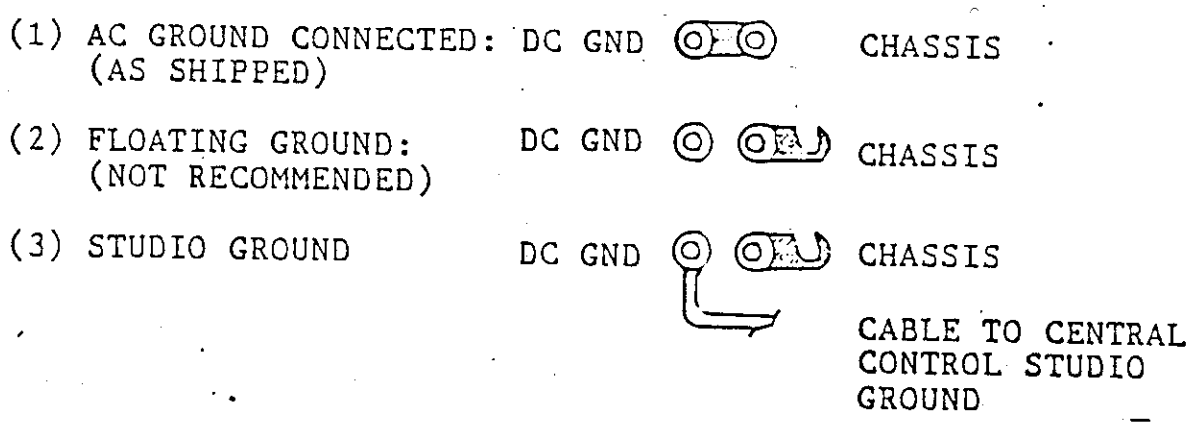 (1) AC GROUND CONNECTED: DC GND CHASSIS
(AS SHIPPED)
(2) FLOATING GROUND: DC GND CHASSIS
(NOT RECOMMENDED)
(3) STUDIO GROUND DC GND CHASSIS
CABLE TO CENTRAL
CONTROL STUDIO
GROUND